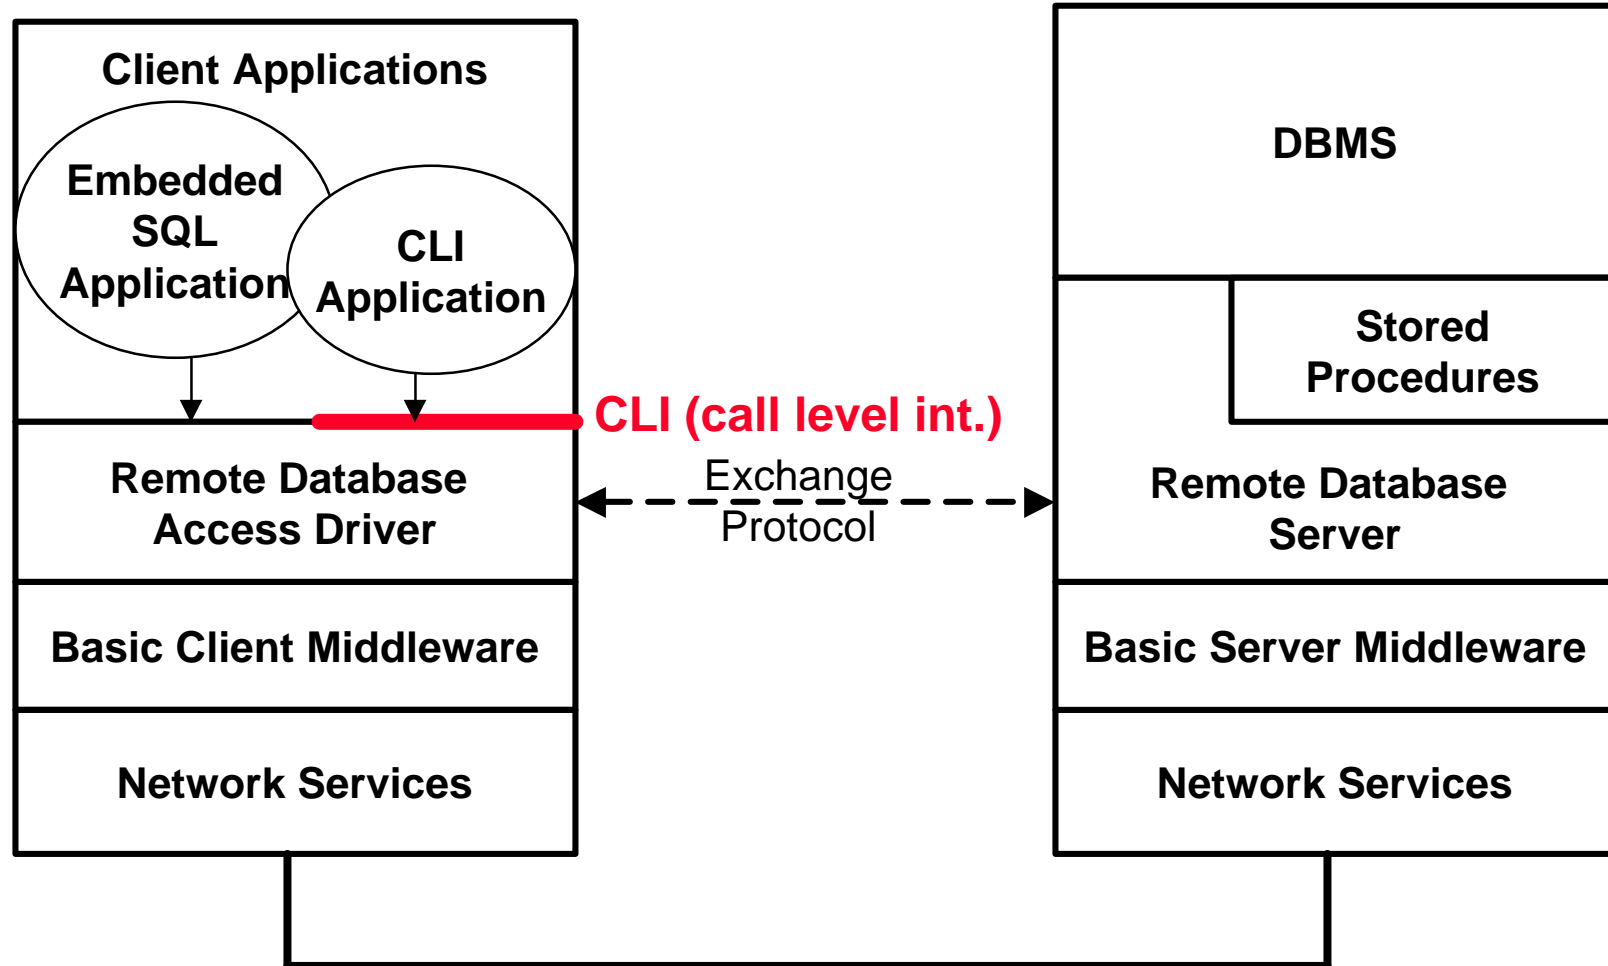 Client Applications
Embedded
SQL
Application
CLI
Application
CLI (call level int.)
Exchange
Protocol
Remote Database
Access Driver
Basic Client Middleware
Network Services
DBMS
Stored
Procedures
Remote Database
Server
Basic Server Middleware
Network Services